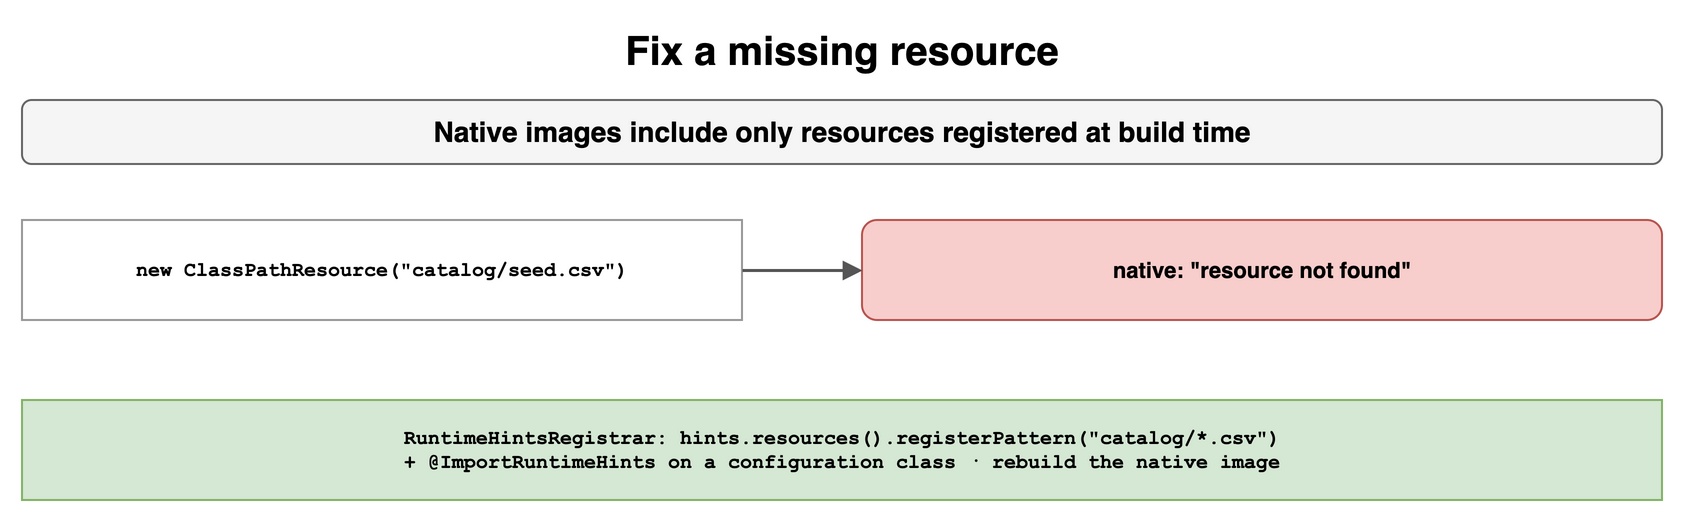 Fix a missing resource
Native images include only resources registered at build time
new ClassPathResource("catalog/seed.csv")
native: "resource not found"
RuntimeHintsRegistrar: hints.resources().registerPattern("catalog/*.csv")
+ @ImportRuntimeHints on a configuration class · rebuild the native image